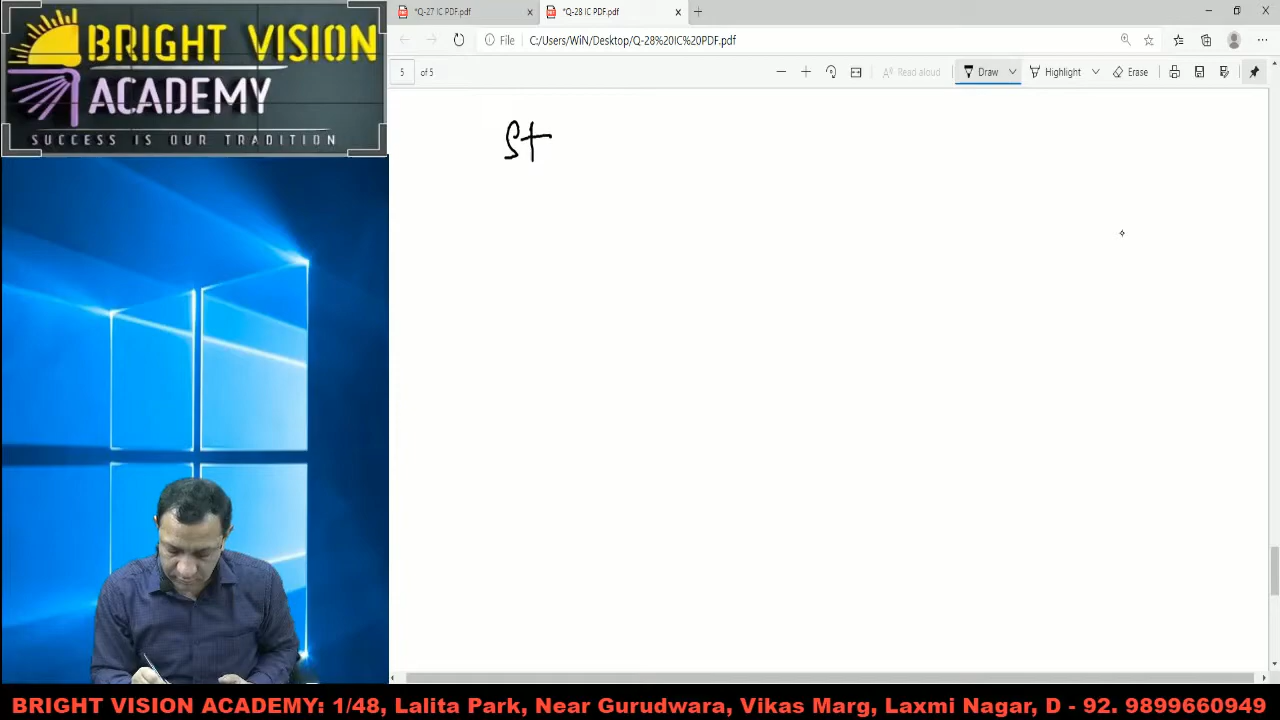 BRIGHT VISION
ACADEMY
SUCCESS IS OUR TRADITION
*Q-27 IC PDF.pdf
*Q-28 IC PDF.pdf
File C:/Users/WiN/Desktop/Q-28%20IC%20PDF.pdf
5 of 5
Read aloud Draw Highlight Erase
St
BRIGHT VISION ACADEMY: 1/48, Lalita Park, Near Gurudwara, Vikas Marg, Laxmi Nagar, D - 92. 9899660949